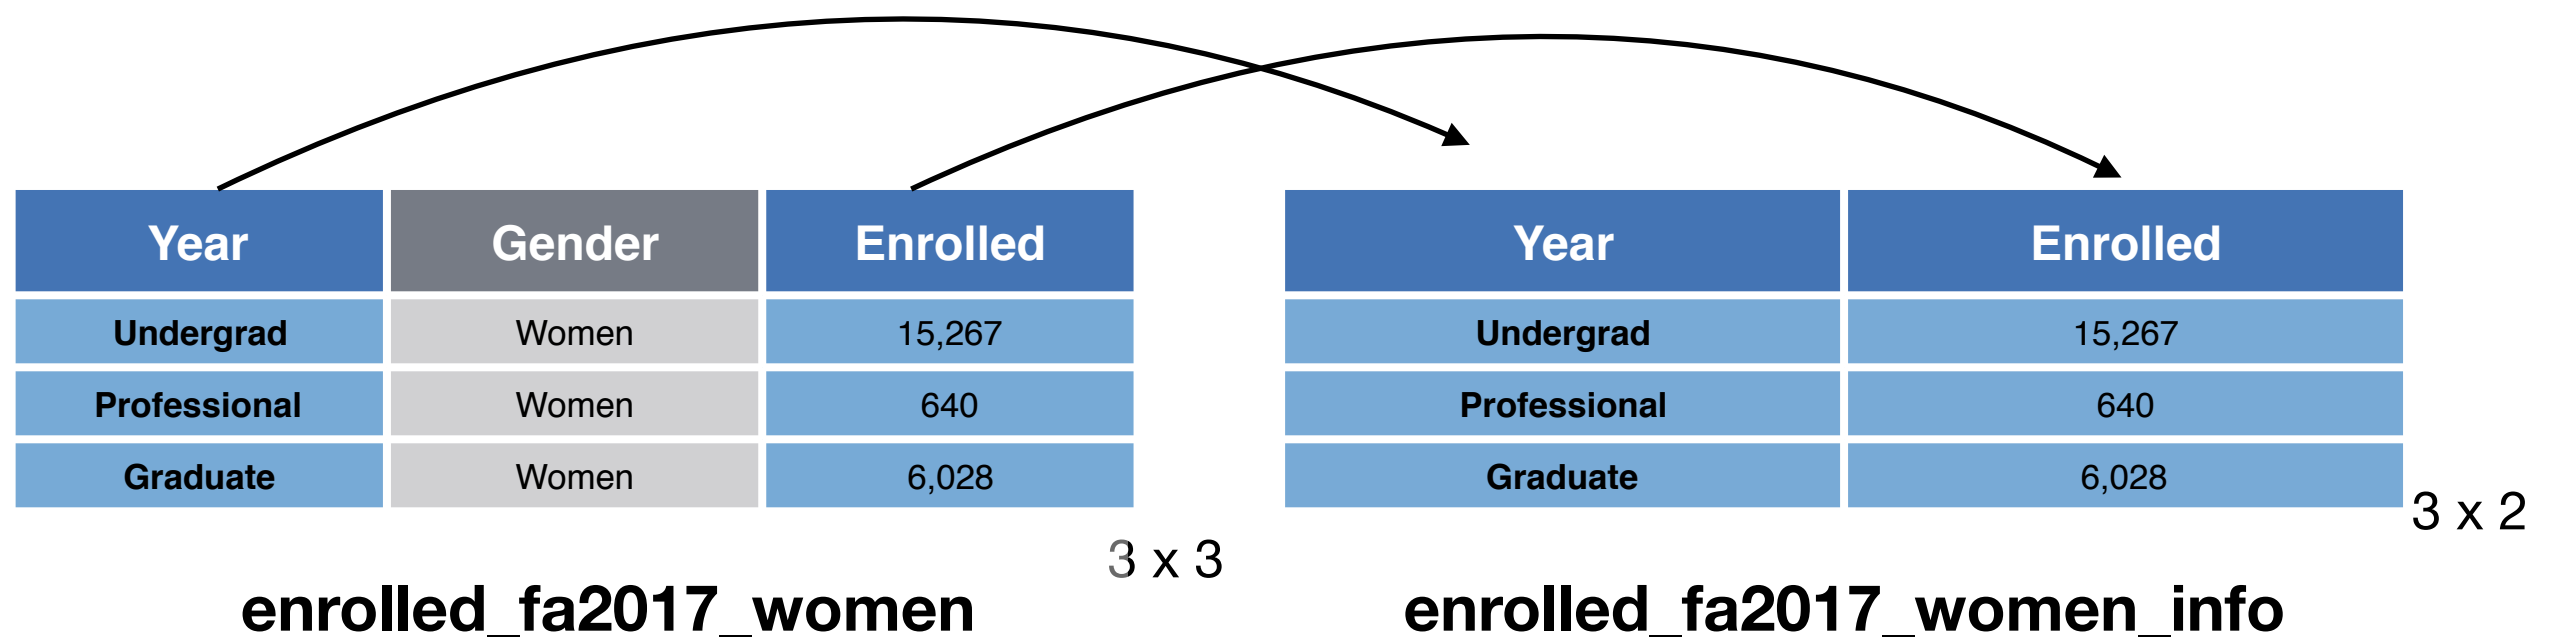 Year Gender Enrolled
Undergrad Women 15,267
Professional Women 640
Graduate Women 6,028
3 x 3
enrolled_fa2017_women
Year Enrolled
Undergrad 15,267
Professional 640
Graduate 6,028
3 x 2
enrolled_fa2017_women_info